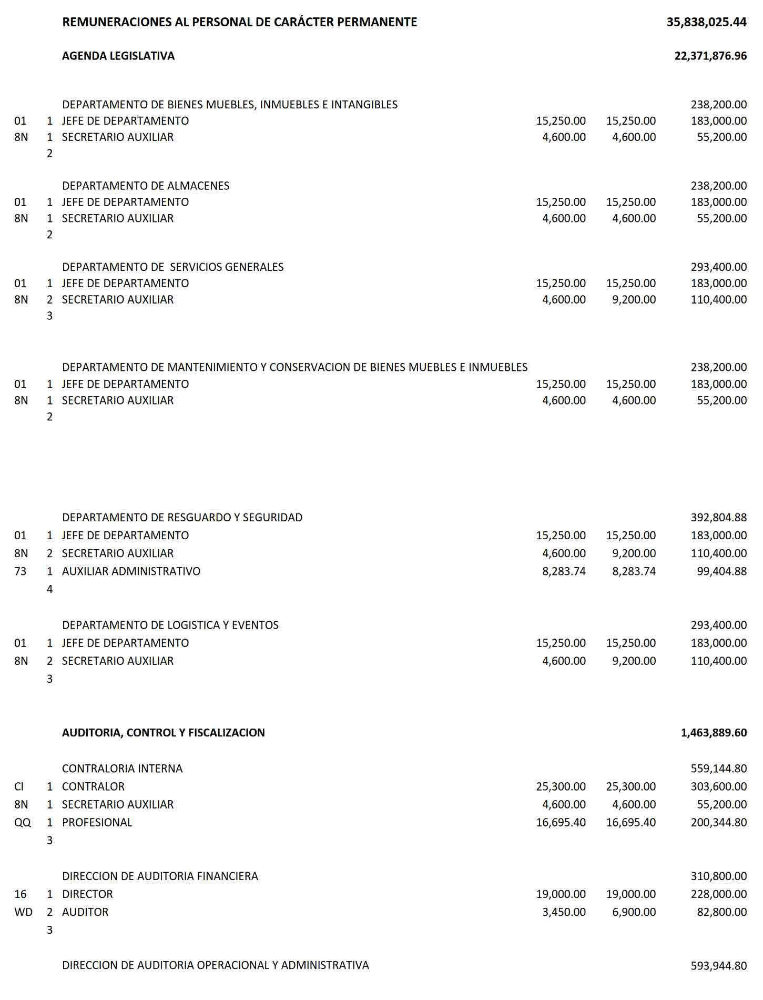 REMUNERACIONES AL PERSONAL DE CARÁCTER PERMANENTE 35,838,025.44
AGENDA LEGISLATIVA 22,371,876.96
DEPARTAMENTO DE BIENES MUEBLES, INMUEBLES E INTANGIBLES 238,200.00
01 1 JEFE DE DEPARTAMENTO 15,250.00 15,250.00 183,000.00
8N 1 SECRETARIO AUXILIAR 4,600.00 4,600.00 55,200.00
2
DEPARTAMENTO DE ALMACENES 238,200.00
01 1 JEFE DE DEPARTAMENTO 15,250.00 15,250.00 183,000.00
8N 1 SECRETARIO AUXILIAR 4,600.00 4,600.00 55,200.00
2
DEPARTAMENTO DE  SERVICIOS GENERALES 293,400.00
01 1 JEFE DE DEPARTAMENTO 15,250.00 15,250.00 183,000.00
8N 2 SECRETARIO AUXILIAR 4,600.00 9,200.00 110,400.00
3
DEPARTAMENTO DE MANTENIMIENTO Y CONSERVACION DE BIENES MUEBLES E INMUEBLES 238,200.00
01 1 JEFE DE DEPARTAMENTO 15,250.00 15,250.00 183,000.00
8N 1 SECRETARIO AUXILIAR 4,600.00 4,600.00 55,200.00
2
DEPARTAMENTO DE RESGUARDO Y SEGURIDAD 392,804.88
01 1 JEFE DE DEPARTAMENTO 15,250.00 15,250.00 183,000.00
8N 2 SECRETARIO AUXILIAR 4,600.00 9,200.00 110,400.00
73 1 AUXILIAR ADMINISTRATIVO 8,283.74 8,283.74 99,404.88
4
DEPARTAMENTO DE LOGISTICA Y EVENTOS 293,400.00
01 1 JEFE DE DEPARTAMENTO 15,250.00 15,250.00 183,000.00
8N 2 SECRETARIO AUXILIAR 4,600.00 9,200.00 110,400.00
3
AUDITORIA, CONTROL Y FISCALIZACION 1,463,889.60
CONTRALORIA INTERNA 559,144.80
CI 1 CONTRALOR 25,300.00 25,300.00 303,600.00
8N 1 SECRETARIO AUXILIAR 4,600.00 4,600.00 55,200.00
QQ 1 PROFESIONAL 16,695.40 16,695.40 200,344.80
3
DIRECCION DE AUDITORIA FINANCIERA 310,800.00
16 1 DIRECTOR 19,000.00 19,000.00 228,000.00
WD 2 AUDITOR 3,450.00 6,900.00 82,800.00
3
DIRECCION DE AUDITORIA OPERACIONAL Y ADMINISTRATIVA 593,944.80